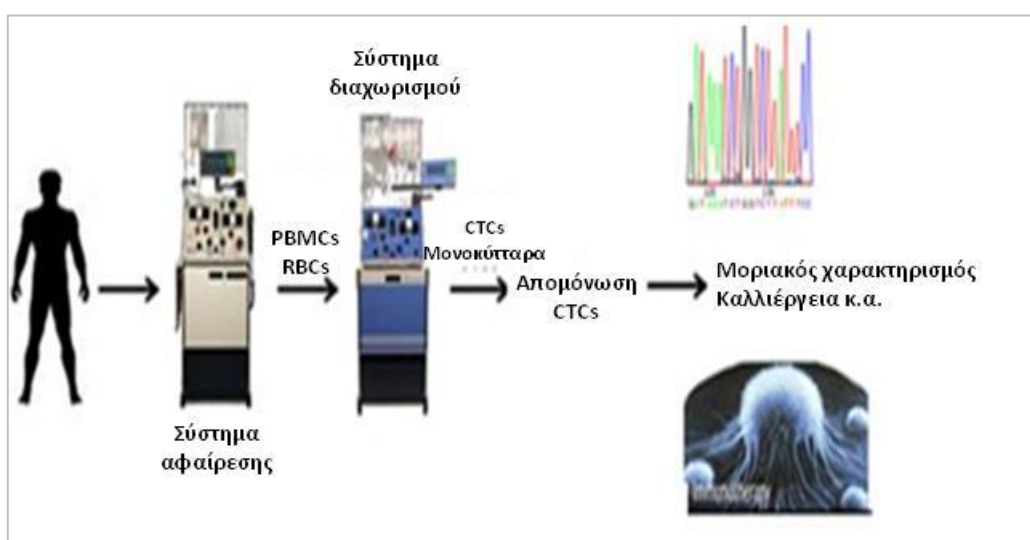 Σύστημα
διαχωρισμού
PBMCs
RBCs
CTCs
Μονοκύτταρα
Απομόνωση
CTCs
Μοριακός χαρακτηρισμός
Καλλιέργεια κ.α.
Σύστημα
αφαίρεσης